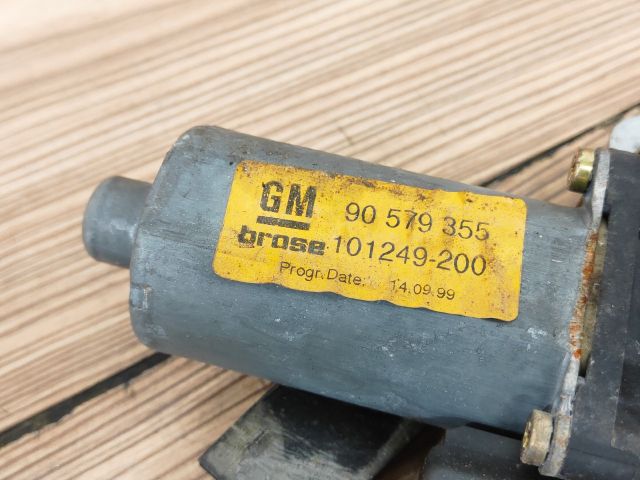 GM 90 579 355
brose 101249-200
Progr. Date: 14.09.99